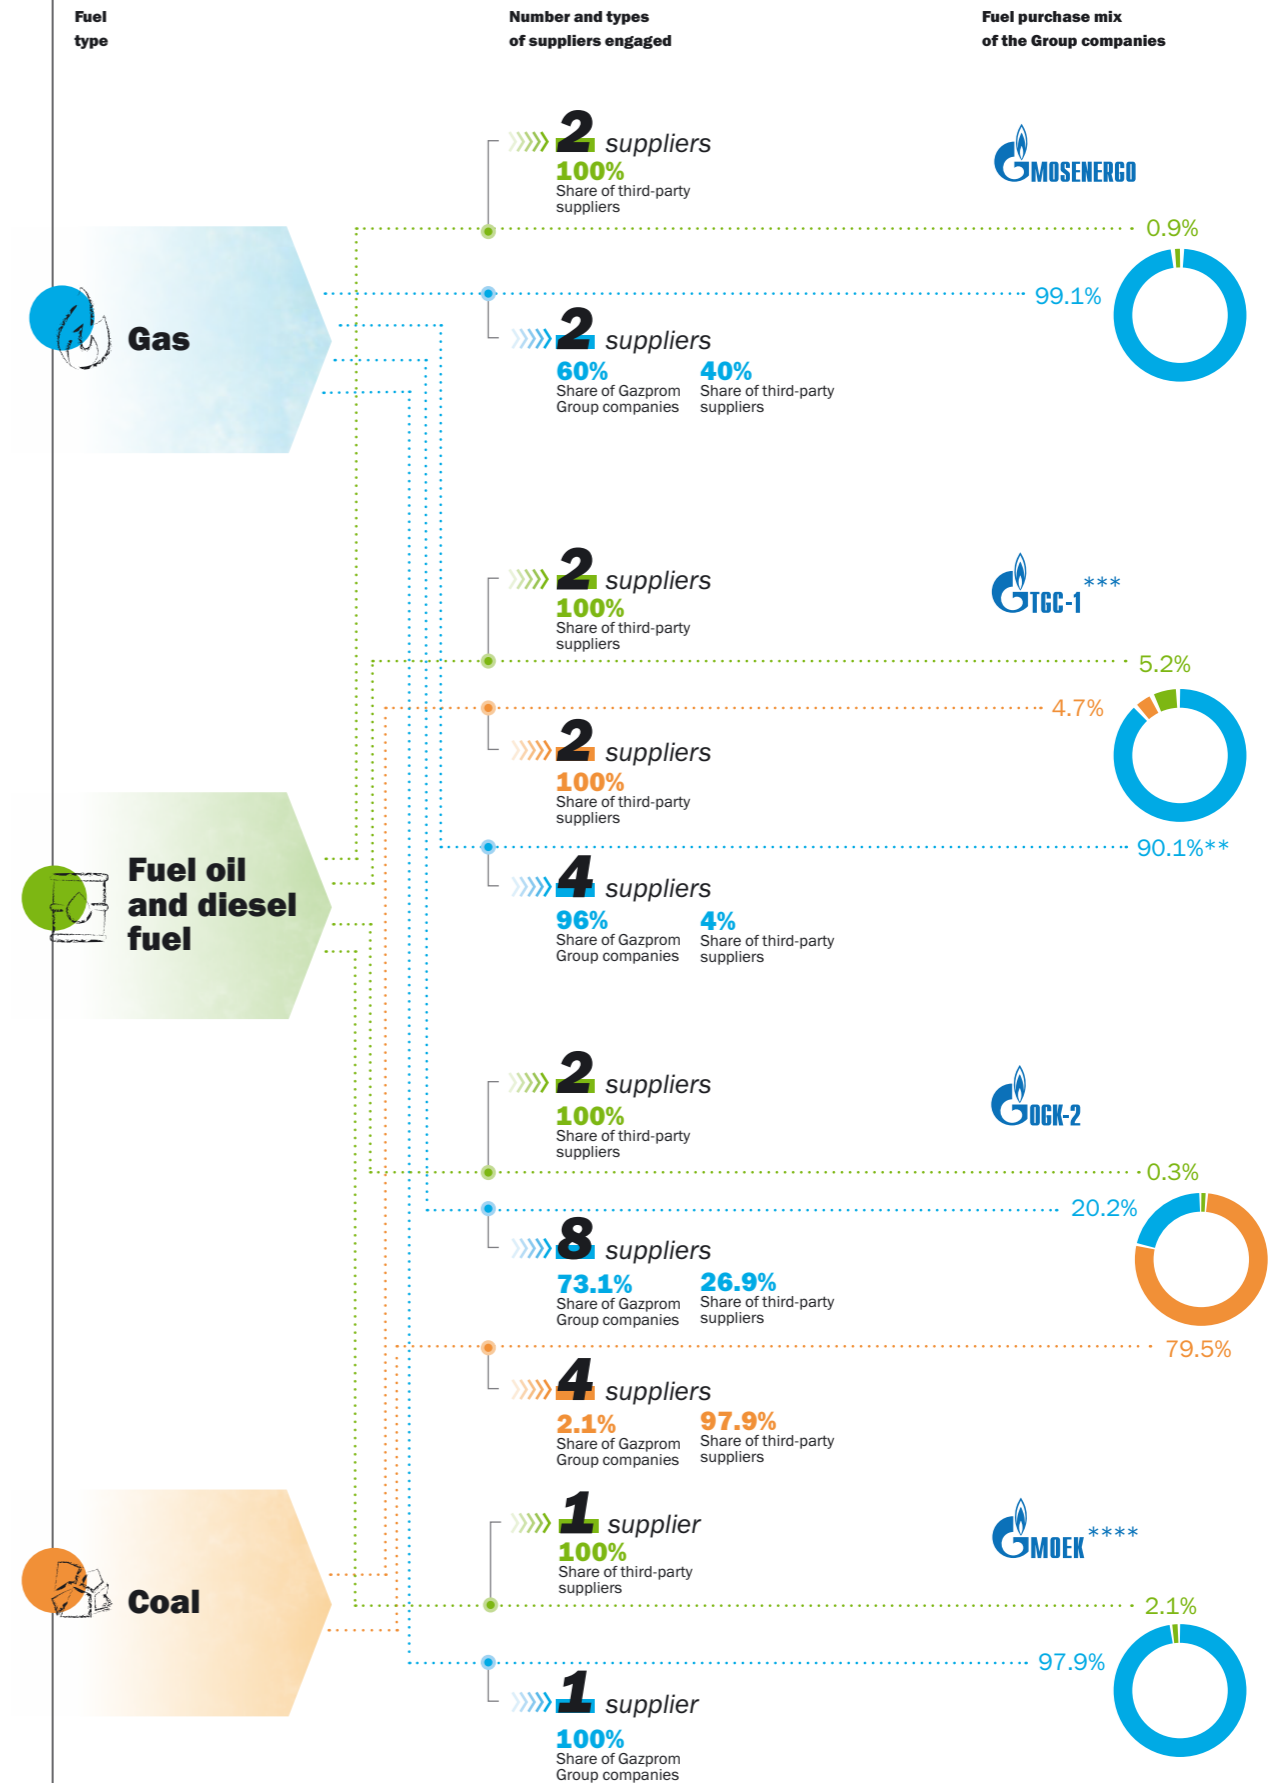 Fuel
type
Number and types
of suppliers engaged
Fuel purchase mix
of the Group companies
2 suppliers
100%
Share of third-party
suppliers
MOSENERGO
0.9%
99.1%
Gas
2 suppliers
60%
Share of Gazprom
Group companies
40%
Share of third-party
suppliers
2 suppliers
100%
Share of third-party
suppliers
TGC-1 ***
5.2%
4.7%
2 suppliers
100%
Share of third-party
suppliers
90.1%**
Fuel oil
and diesel
fuel
4 suppliers
96%
Share of Gazprom
Group companies
4%
Share of third-party
suppliers
2 suppliers
100%
Share of third-party
suppliers
OGK-2
0.3%
20.2%
8 suppliers
73.1%
Share of Gazprom
Group companies
26.9%
Share of third-party
suppliers
79.5%
4 suppliers
2.1%
Share of Gazprom
Group companies
97.9%
Share of third-party
suppliers
1 supplier
100%
Share of third-party
suppliers
MOEK ****
Coal
2.1%
97.9%
1 supplier
100%
Share of Gazprom
Group companies